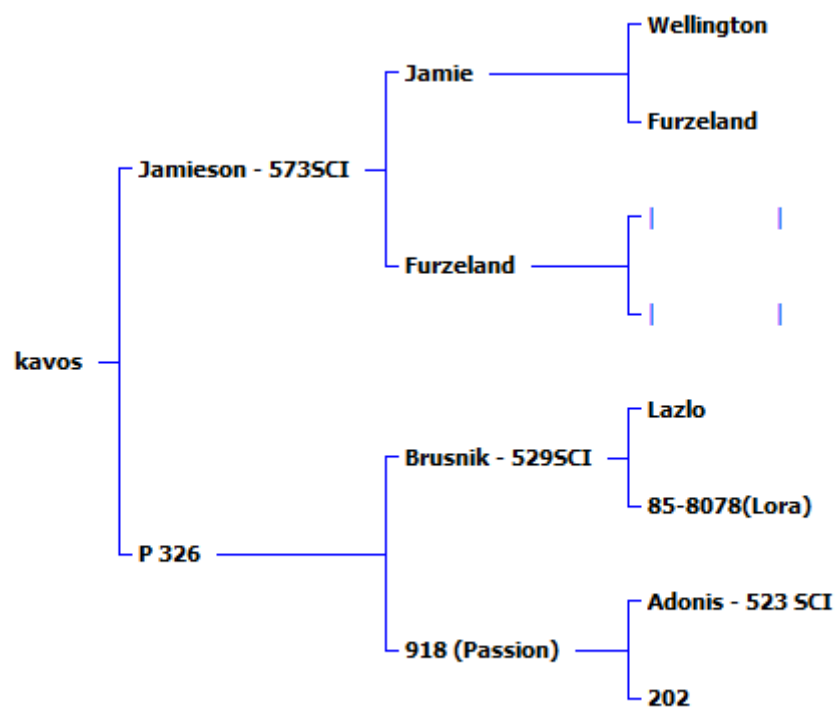 Wellington
Jamie
Furzeland
Jamieson - 573SCI
| |
Furzeland
| |
kavos
Lazlo
Brusnik - 529SCI
85-8078(Lora)
P 326
Adonis - 523 SCI
918 (Passion)
202